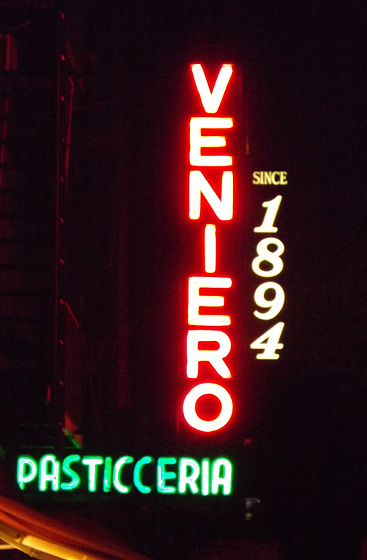 VENIERO
SINCE
1894
PASTICCERIA